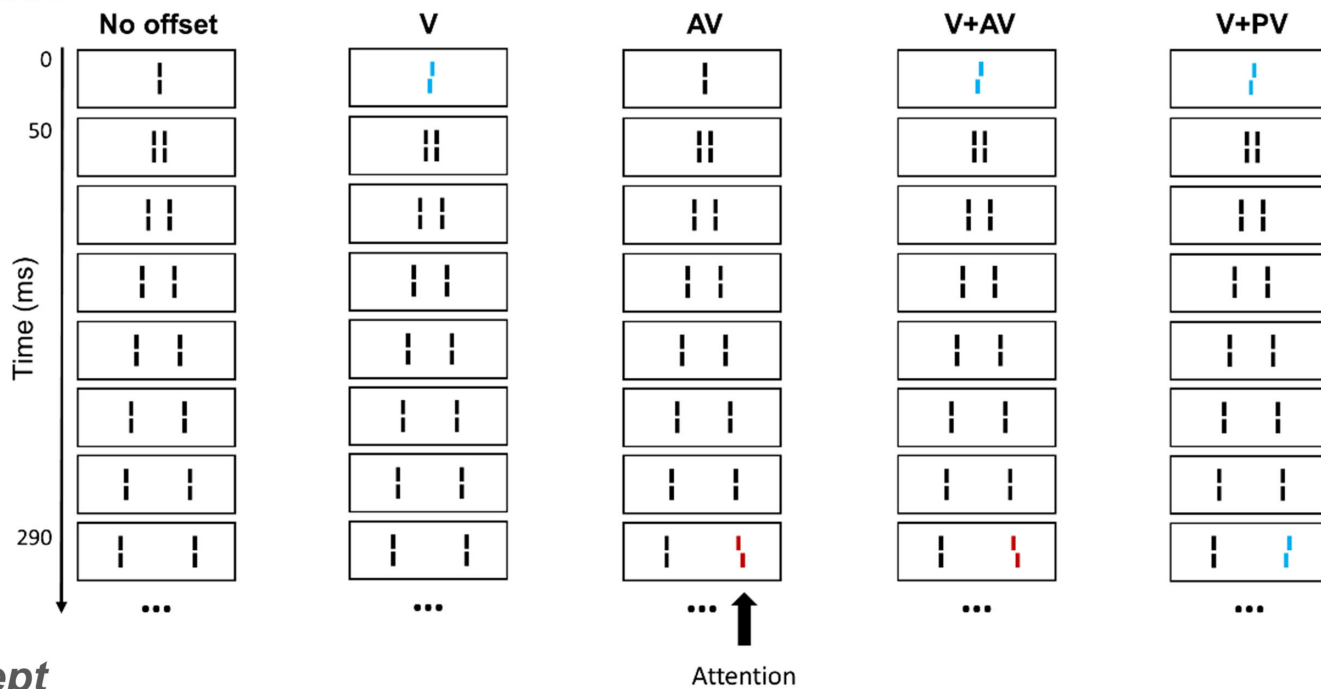 No offset V AV V+AV V+PV
0
50
Time (ms)
290
... ... ... ... ...
Attention